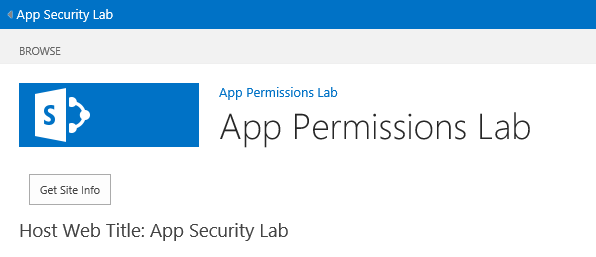 App Security Lab
BROWSE
S
App Permissions Lab
App Permissions Lab
Get Site Info
Host Web Title: App Security Lab